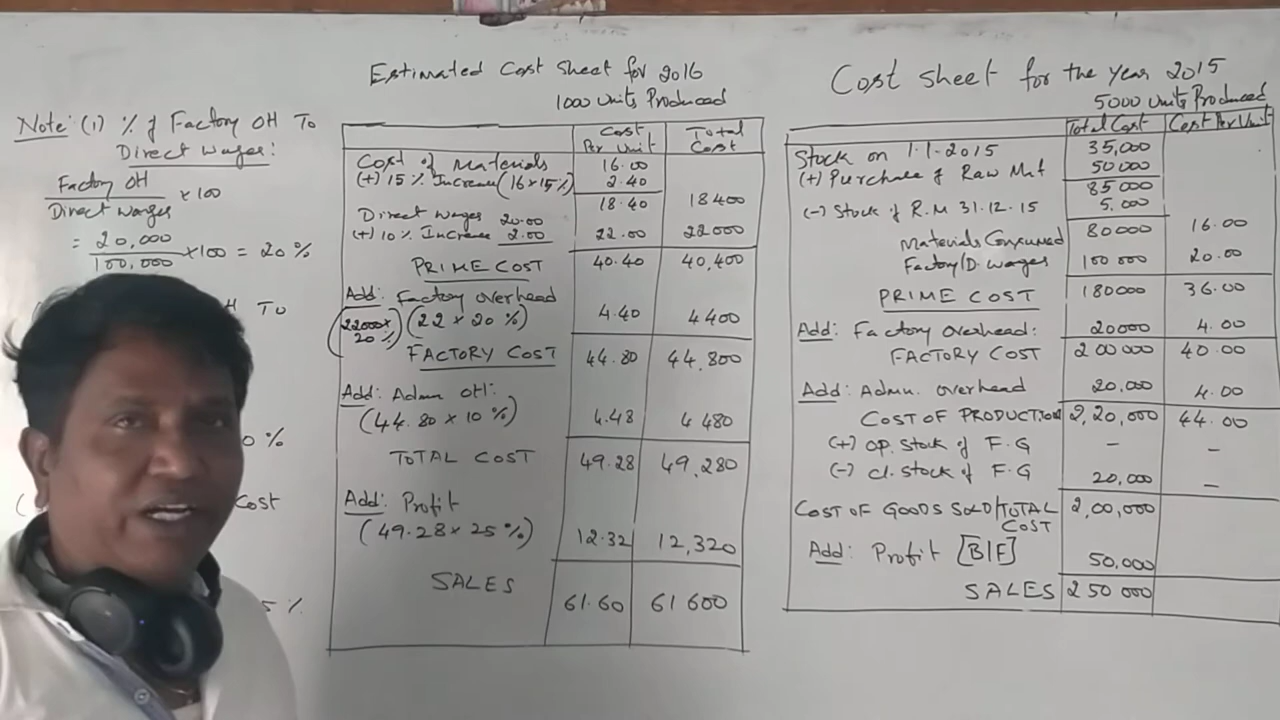 Note: (1) % of Factory OH To
Direct Wages:
Factory OH
Direct Wages
× 100
= 20,000
100,000
×100 = 20 %
H To
0 %
(
Cost
5 %
Estimated Cost Sheet for 2016
1000 Units Produced
Cost Per Unit Total Cost
Cost of Materials 16.00
(+) 15 % Increase (16×15%) 2.40
18.40 18400
Direct Wages 20.00
(+) 10 % Increase 2.00 22.00 22000
PRIME COST 40.40 40,400
Add: Factory overhead
(22000× 20 %) (22 × 20 %) 4.40 4400
FACTORY COST 44.80 44,800
Add: Admn OH:
(44.80 × 10 %) 4.48 4480
TOTAL COST 49.28 49,280
Add: Profit
(49.28 × 25 %) 12.32 12,320
SALES 61.60 61600
Cost Sheet for the year 2015
5000 Units Produced
Total Cost Cost Per Unit
Stock on 1.1.2015 35,000
(+) Purchase of Raw Mat 50000
85000
(-) Stock of R.M 31.12.15 5.000
Materials Consumed 80000 16.00
Factory/D. Wages 100 000 20.00
PRIME COST 180000 36.00
Add: Factory overhead: 20000 4.00
FACTORY COST 200 000 40.00
Add: Admn. overhead 20,000 4.00
COST OF PRODUCTION 2,20,000 44.00
(+) OP. Stock of F.G – –
(-) Cl. Stock of F.G 20,000 –
COST OF GOODS SOLD/TOTAL COST 2,00,000
Add: Profit [B/F] 50,000
SALES 250 000